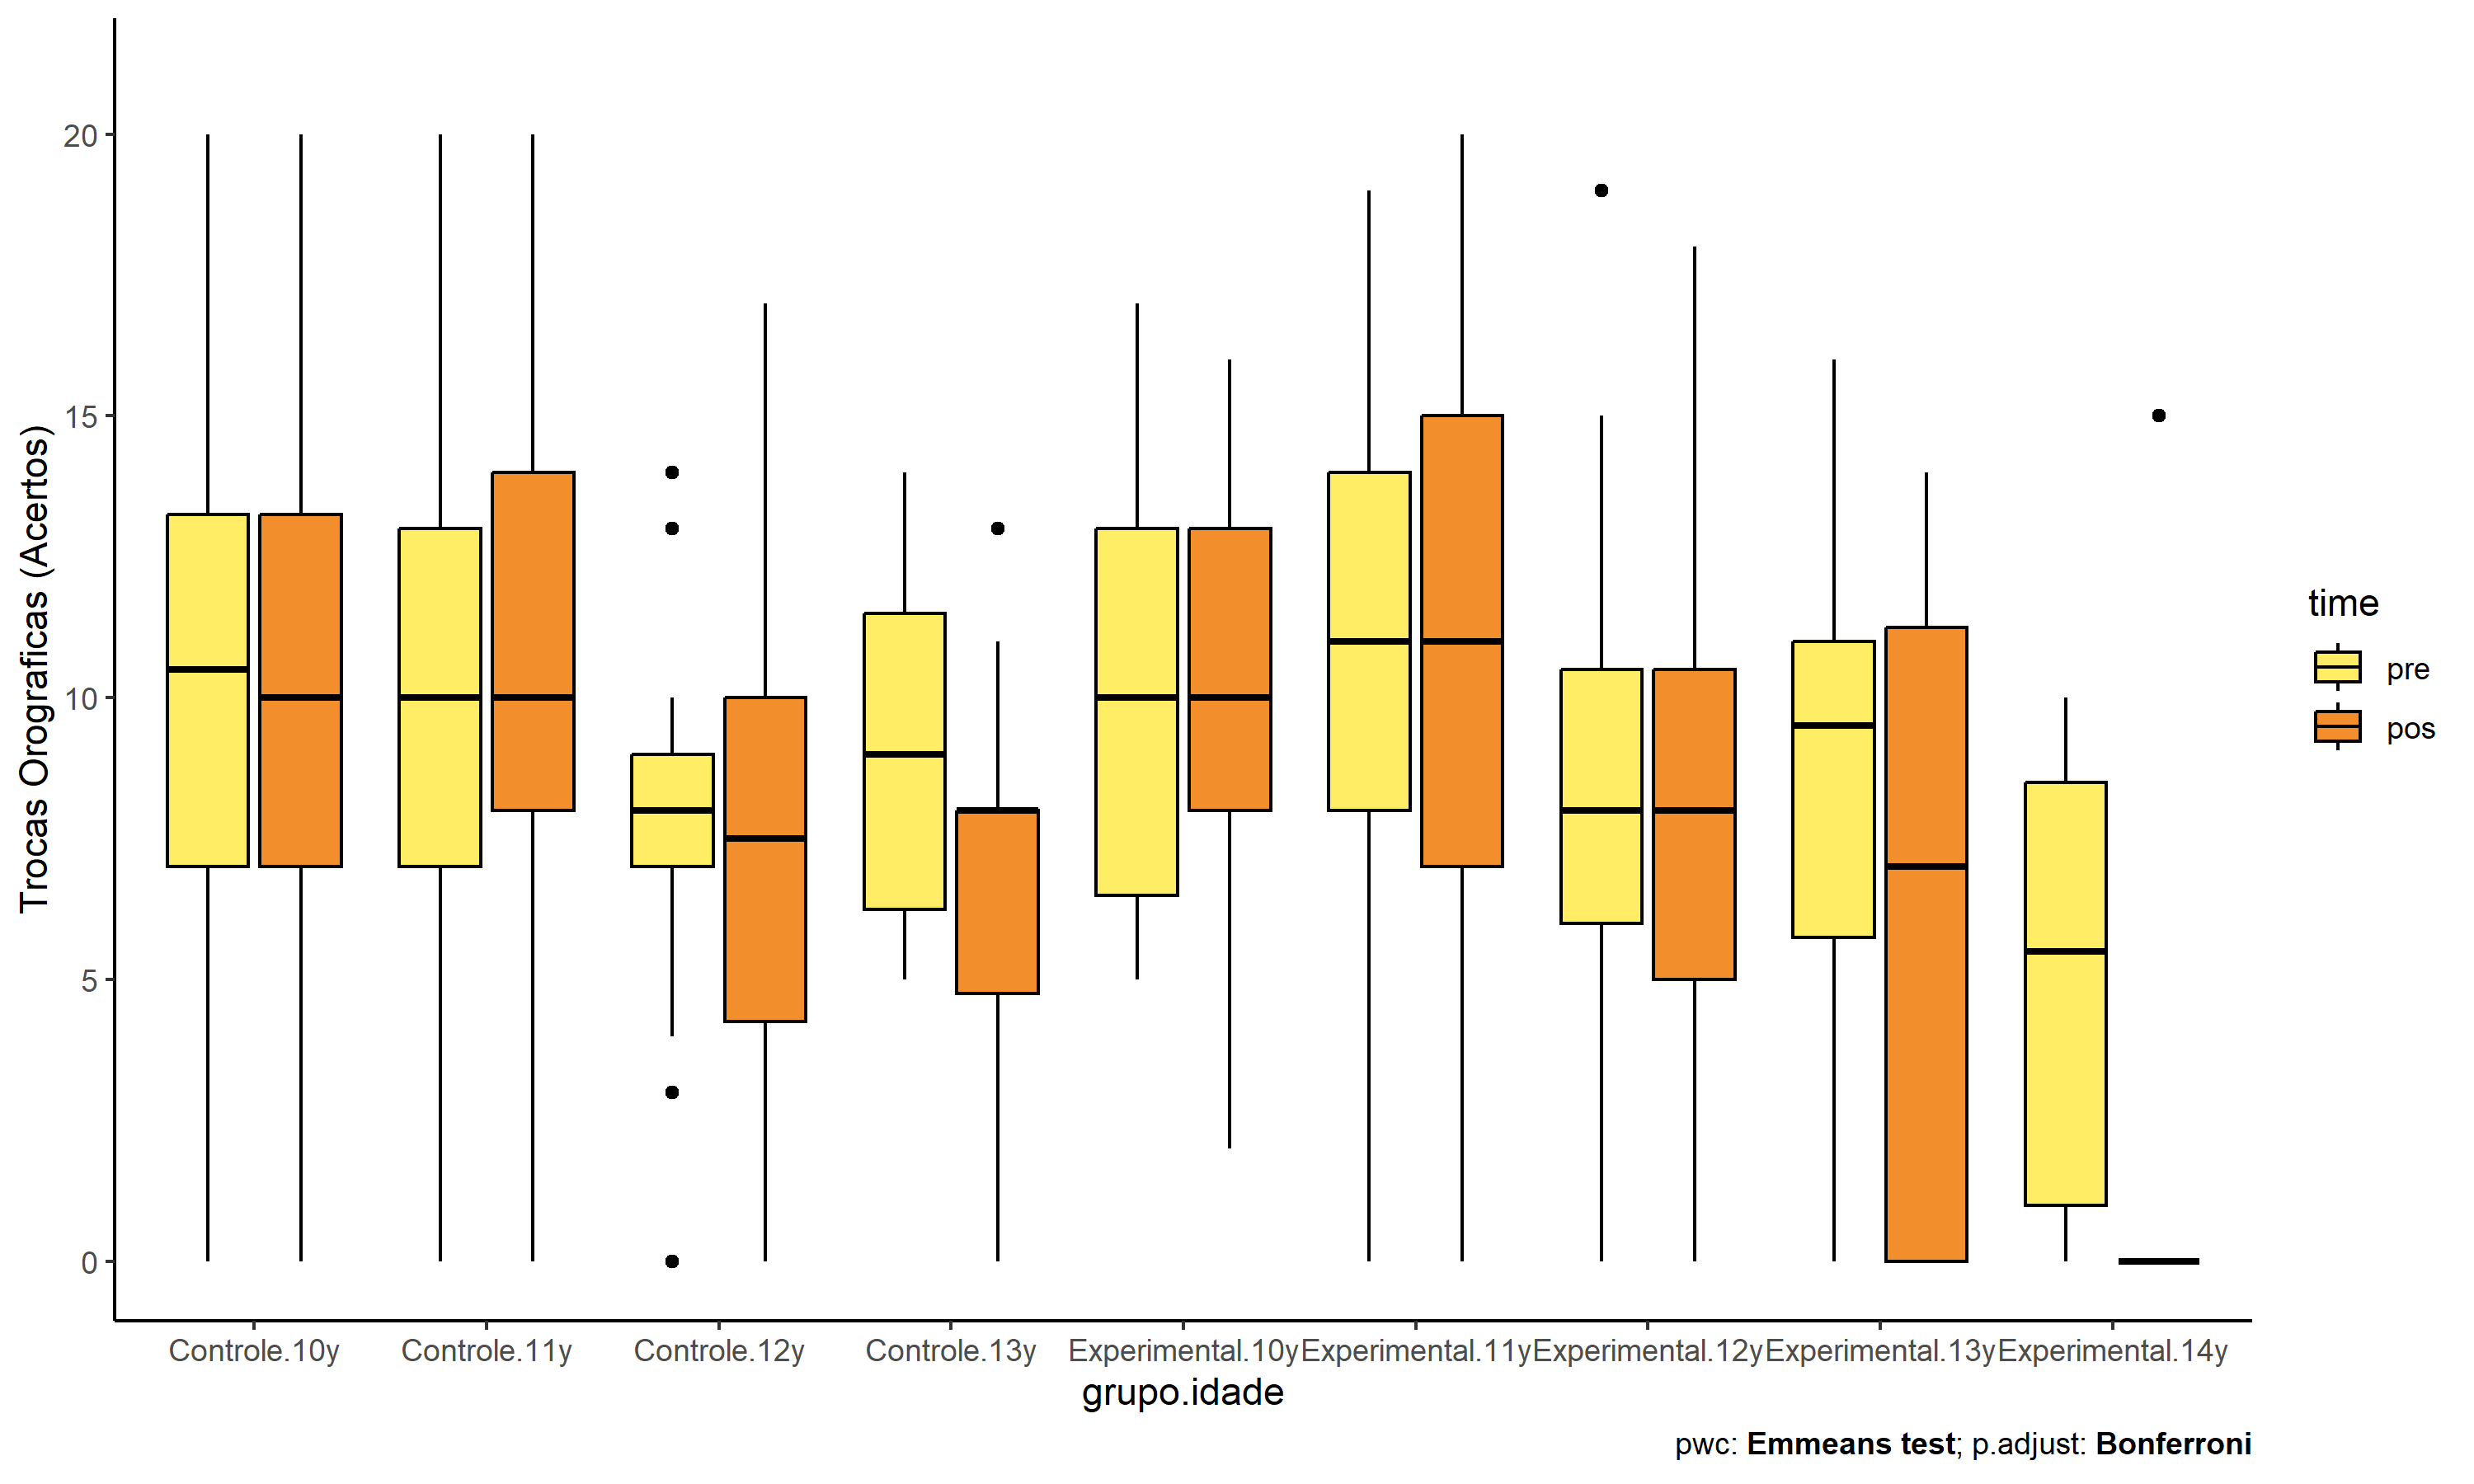 Trocas Orograficas (Acertos)
20
15
10
5
0
Controle.10y Controle.11y Controle.12y Controle.13y Experimental.10y Experimental.11y Experimental.12y Experimental.13y Experimental.14y
grupo.idade
time
pre
pos
pwc: Emmeans test; p.adjust: Bonferroni